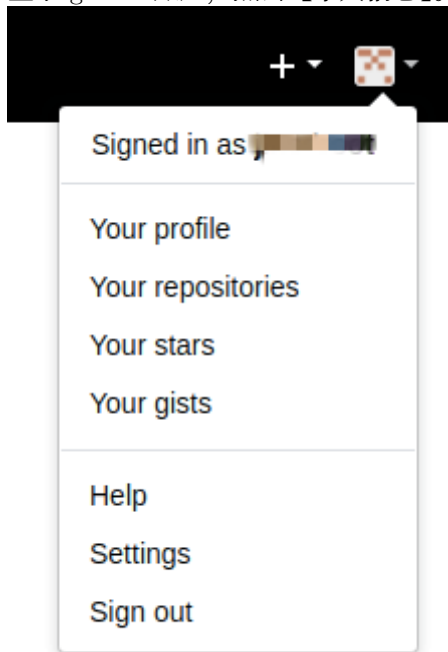 +
Signed in as
Your profile
Your repositories
Your stars
Your gists
Help
Settings
Sign out